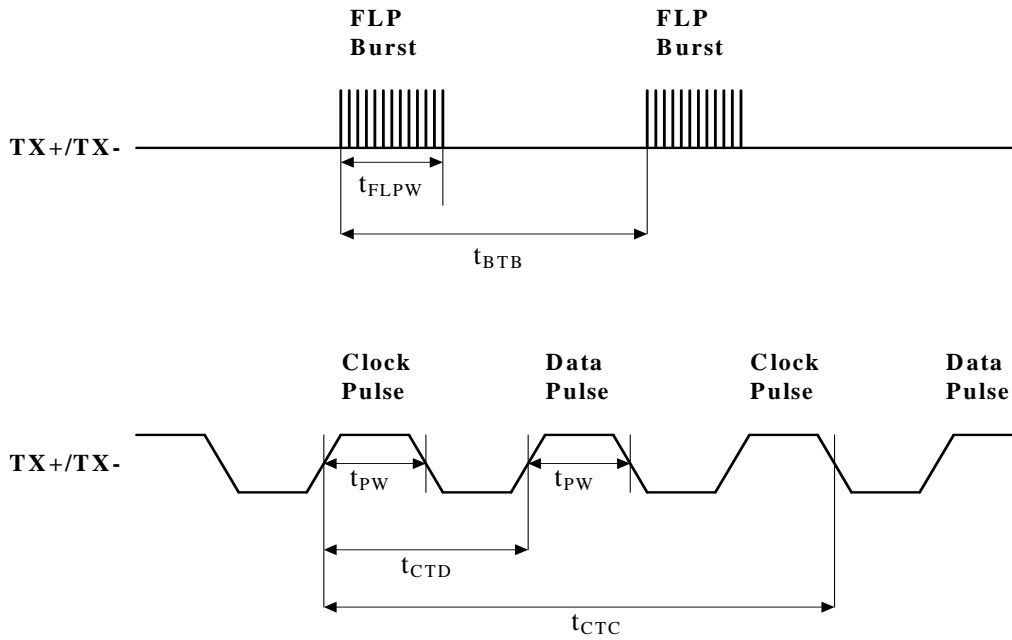 FLP
Burst
FLP
Burst
TX+/TX-
tFLPW
tBTB
Clock
Pulse
Data
Pulse
Clock
Pulse
Data
Pulse
TX+/TX-
tPW
tPW
tCTD
tCTC